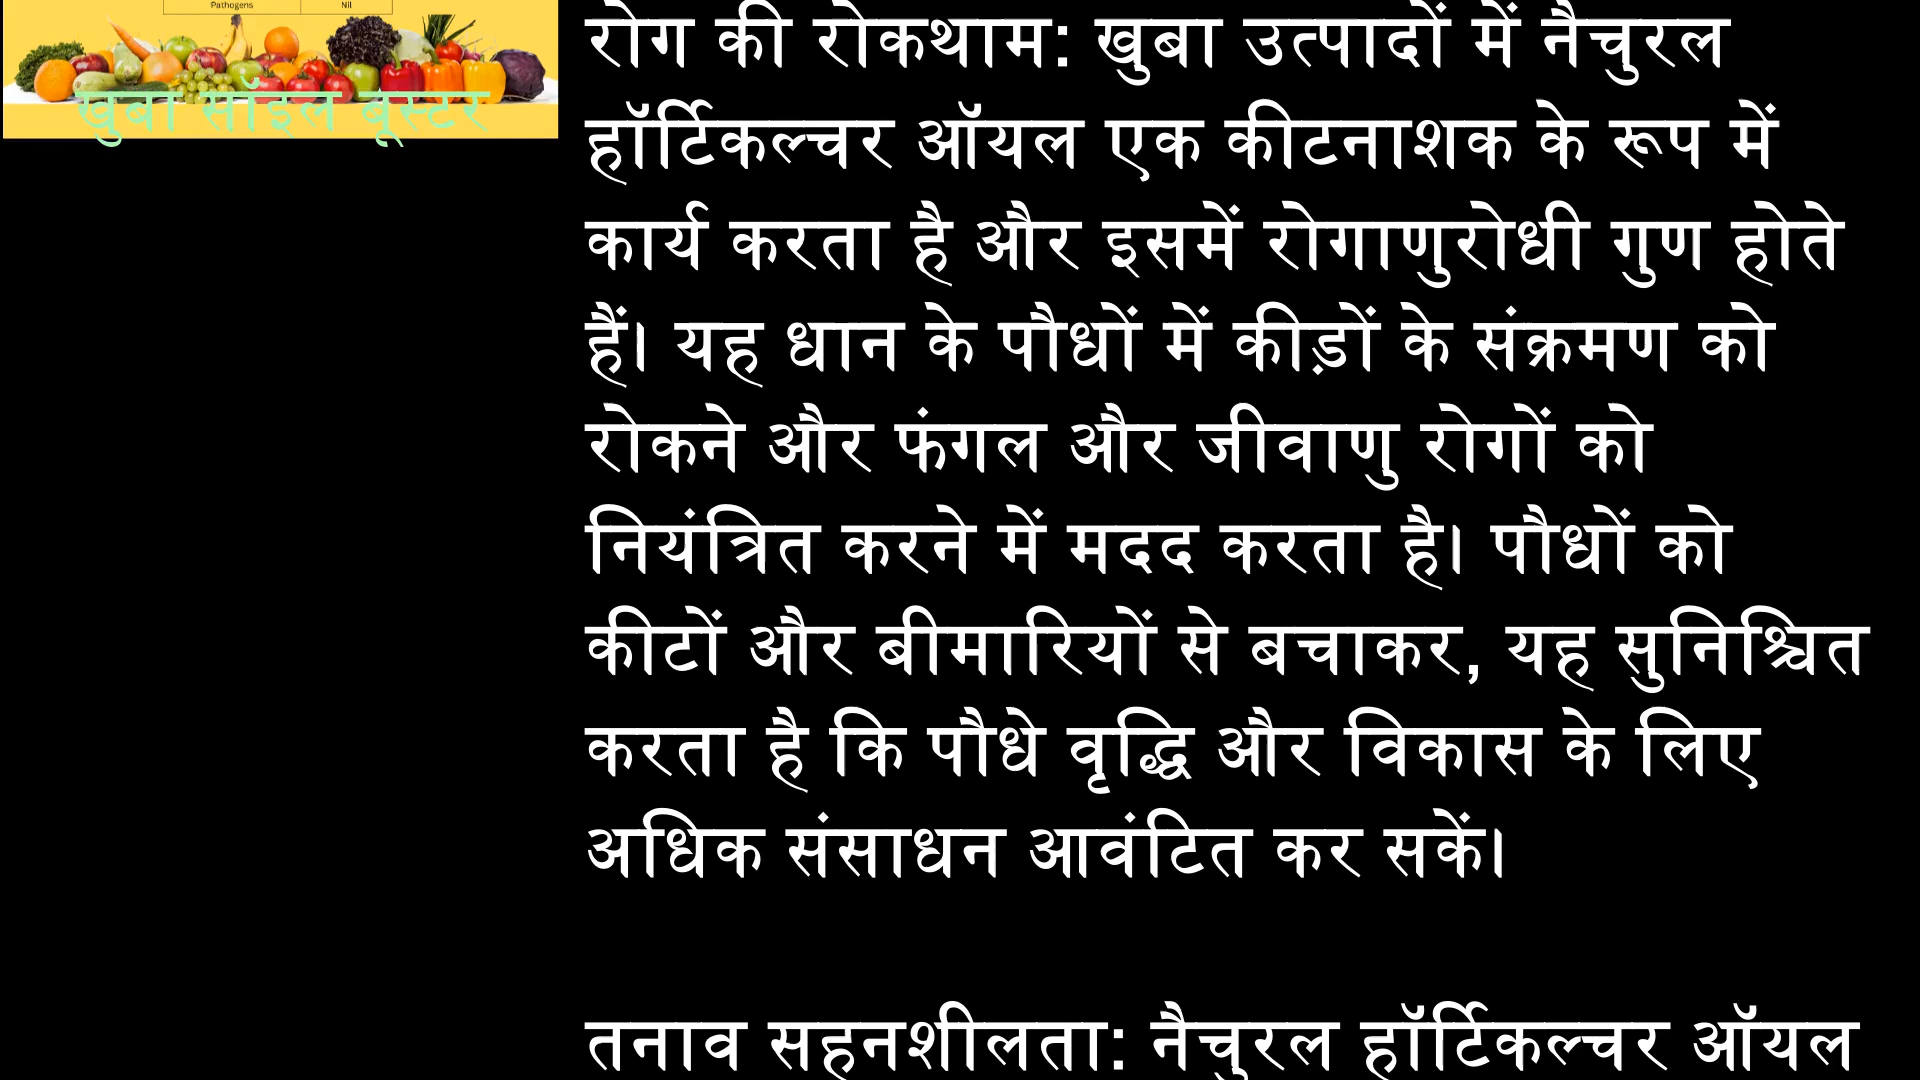 Pathogens Nil
खुबा सॉइल बूस्टर
रोग की रोकथाम: खुबा उत्पादों में नैचुरल
हॉर्टिकल्चर ऑयल एक कीटनाशक के रूप में
कार्य करता है और इसमें रोगाणुरोधी गुण होते
हैं। यह धान के पौधों में कीड़ों के संक्रमण को
रोकने और फंगल और जीवाणु रोगों को
नियंत्रित करने में मदद करता है। पौधों को
कीटों और बीमारियों से बचाकर, यह सुनिश्चित
करता है कि पौधे वृद्धि और विकास के लिए
अधिक संसाधन आवंटित कर सकें।
तनाव सहनशीलता: नैचुरल हॉर्टिकल्चर ऑयल